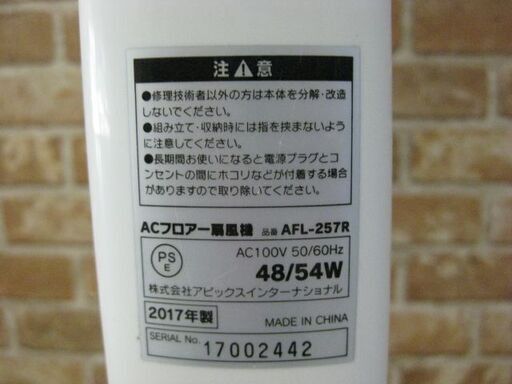 注⚠意
●修理技術者以外の方は本体を分解・改造
しないでください。
●組み立て・収納時には指を挟まないよう
に注意してください。
●長期間お使いになると電源プラグとコ
ンセントの間にホコリなどが付着する場合
がありますので取り除いてください。
ACフロアー扇風機 品番 AFL-257R
PS
E
AC100V 50/60Hz
48/54W
株式会社アピックスインターナショナル
2017年製
MADE IN CHINA
SERIAL No. 17002442